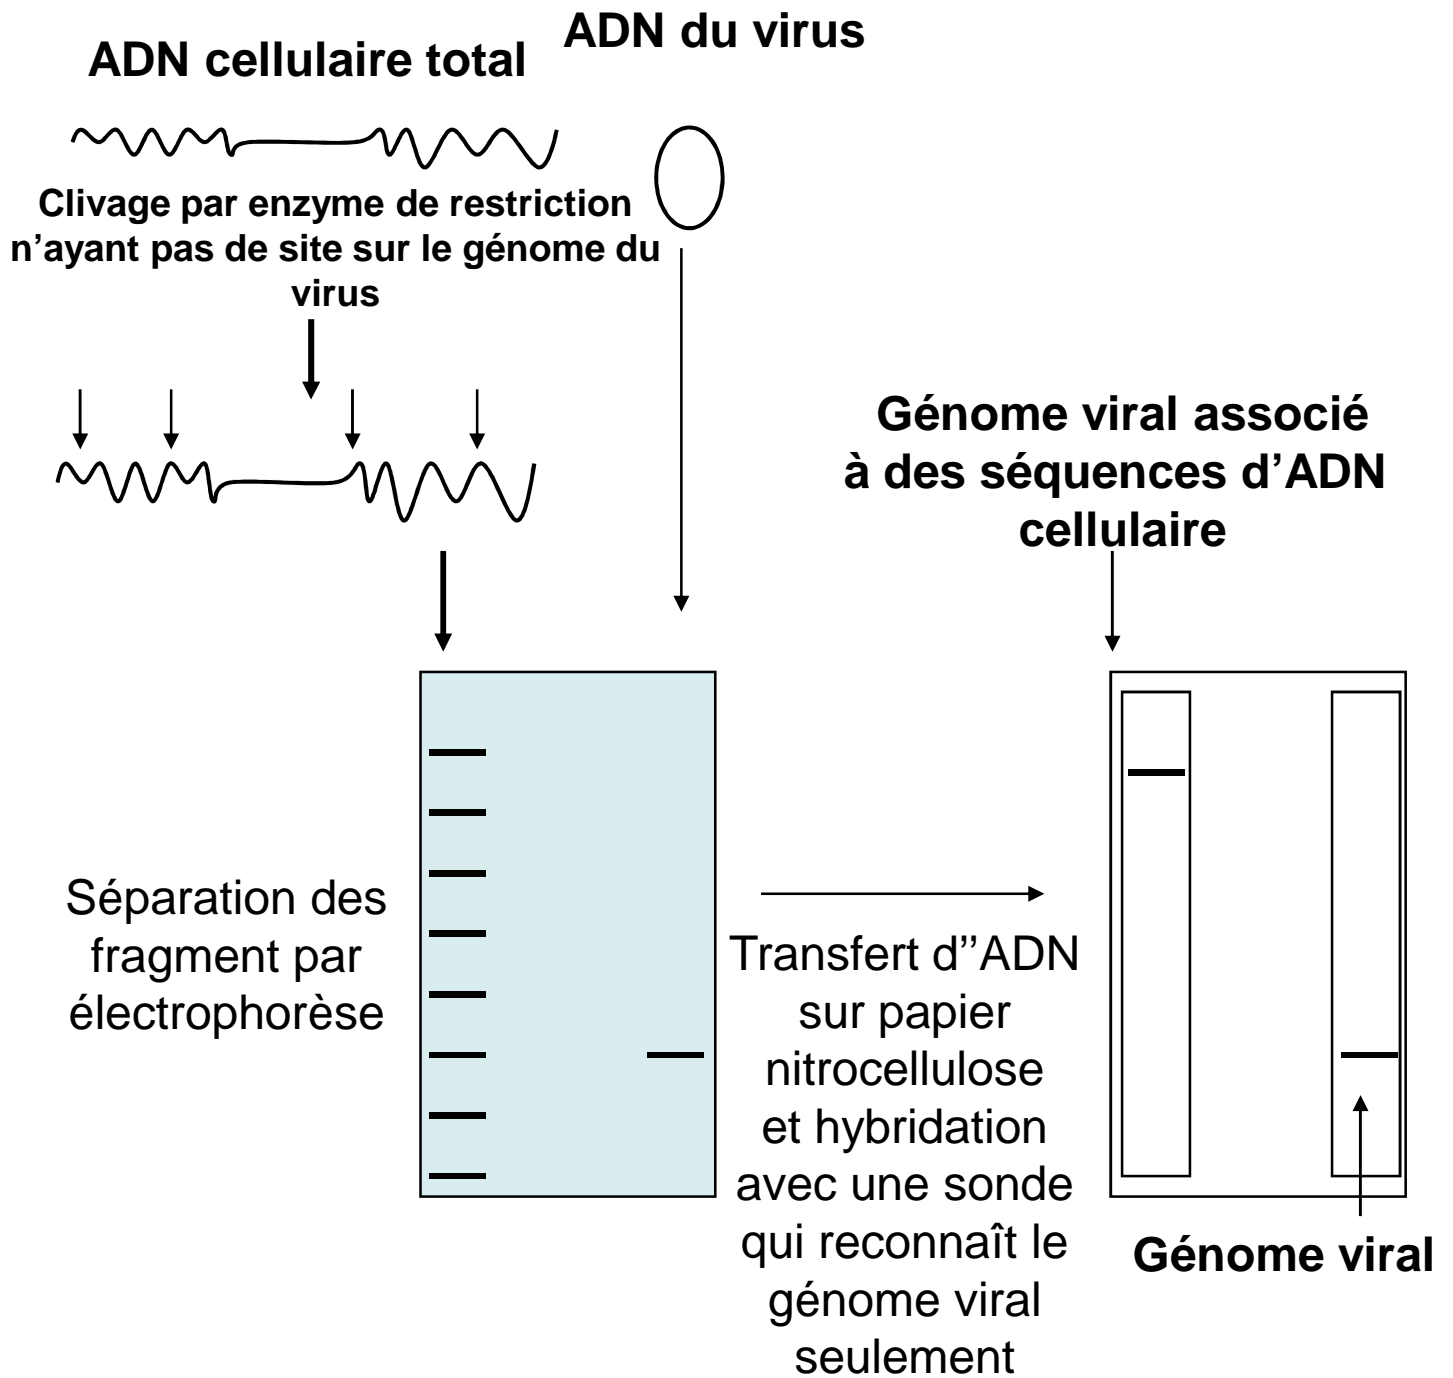 ADN cellulaire total
ADN du virus
Clivage par enzyme de restriction
n’ayant pas de site sur le génome du
virus
Génome viral associé
à des séquences d’ADN
cellulaire
Séparation des
fragment par
électrophorèse
Transfert d’’ADN
sur papier
nitrocellulose
et hybridation
avec une sonde
qui reconnaît le
génome viral
seulement
Génome viral